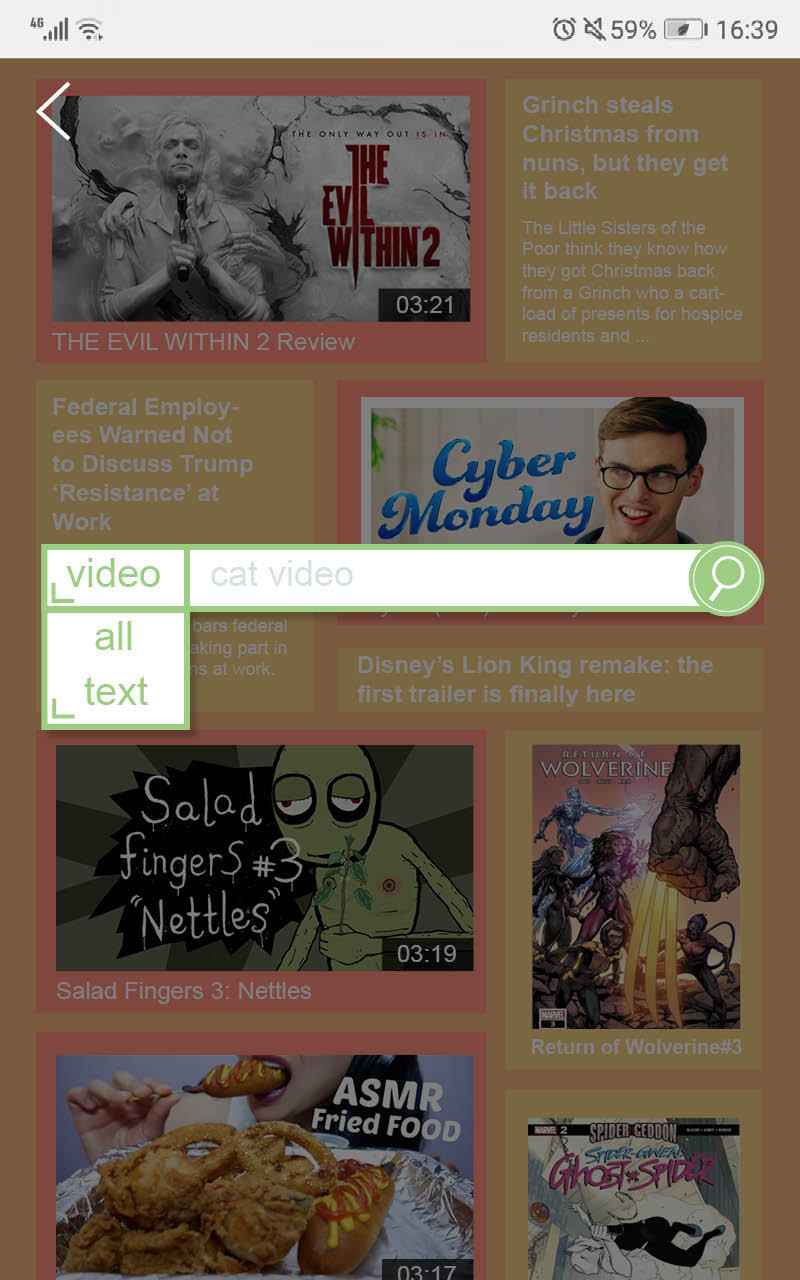 4G
59%
16:39
THE ONLY WAY OUT IS IN
THE
EVIL
WITHIN 2
03:21
THE EVIL WITHIN 2 Review
Grinch steals
Christmas from
nuns, but they get
it back
The Little Sisters of the
Poor think they know how
they got Christmas back
from a Grinch who a cart-
load of presents for hospice
residents and ...
Federal Employ-
ees Warned Not
to Discuss Trump
‘Resistance’ at
Work
Cyber
Monday
video
cat video
all
text
bars federal
part in
at work.
Disney’s Lion King remake: the
first trailer is finally here
Salad
fingers #3
"Nettles"
03:19
Salad Fingers 3: Nettles
RETURN OF
WOLVERINE
MARVEL
3
Return of Wolverine#3
ASMR
Fried FOOD
03:17
MARVEL 2
SPIDER-GEDDON
SPIDER-GWEN:
GHOST-SPIDER